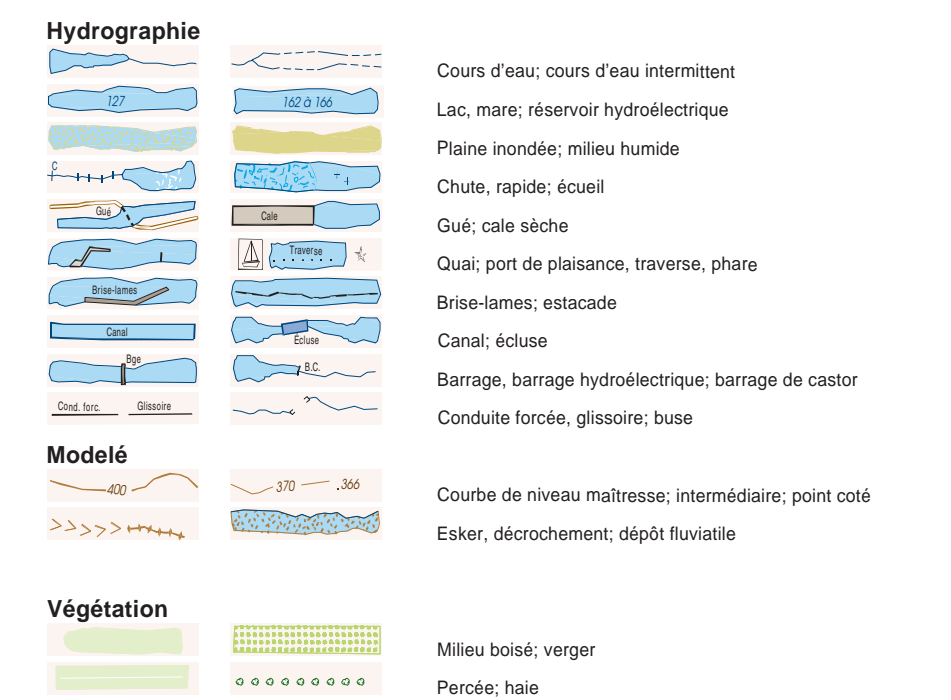 Hydrographie
Cours d'eau; cours d'eau intermittent
127 162 à 166 Lac, mare; réservoir hydroélectrique
Plaine inondée; milieu humide
C Chute, rapide; écueil
Gué Cale Gué; cale sèche
Traverse Quai; port de plaisance, traverse, phare
Brise-lames Brise-lames; estacade
Canal Écluse Canal; écluse
Bge B.C. Barrage, barrage hydroélectrique; barrage de castor
Cond. forc. Glissoire Conduite forcée, glissoire; buse
Modelé
400 370 .366 Courbe de niveau maîtresse; intermédiaire; point coté
Esker, décrochement; dépôt fluviatile
Végétation
Milieu boisé; verger
Percée; haie